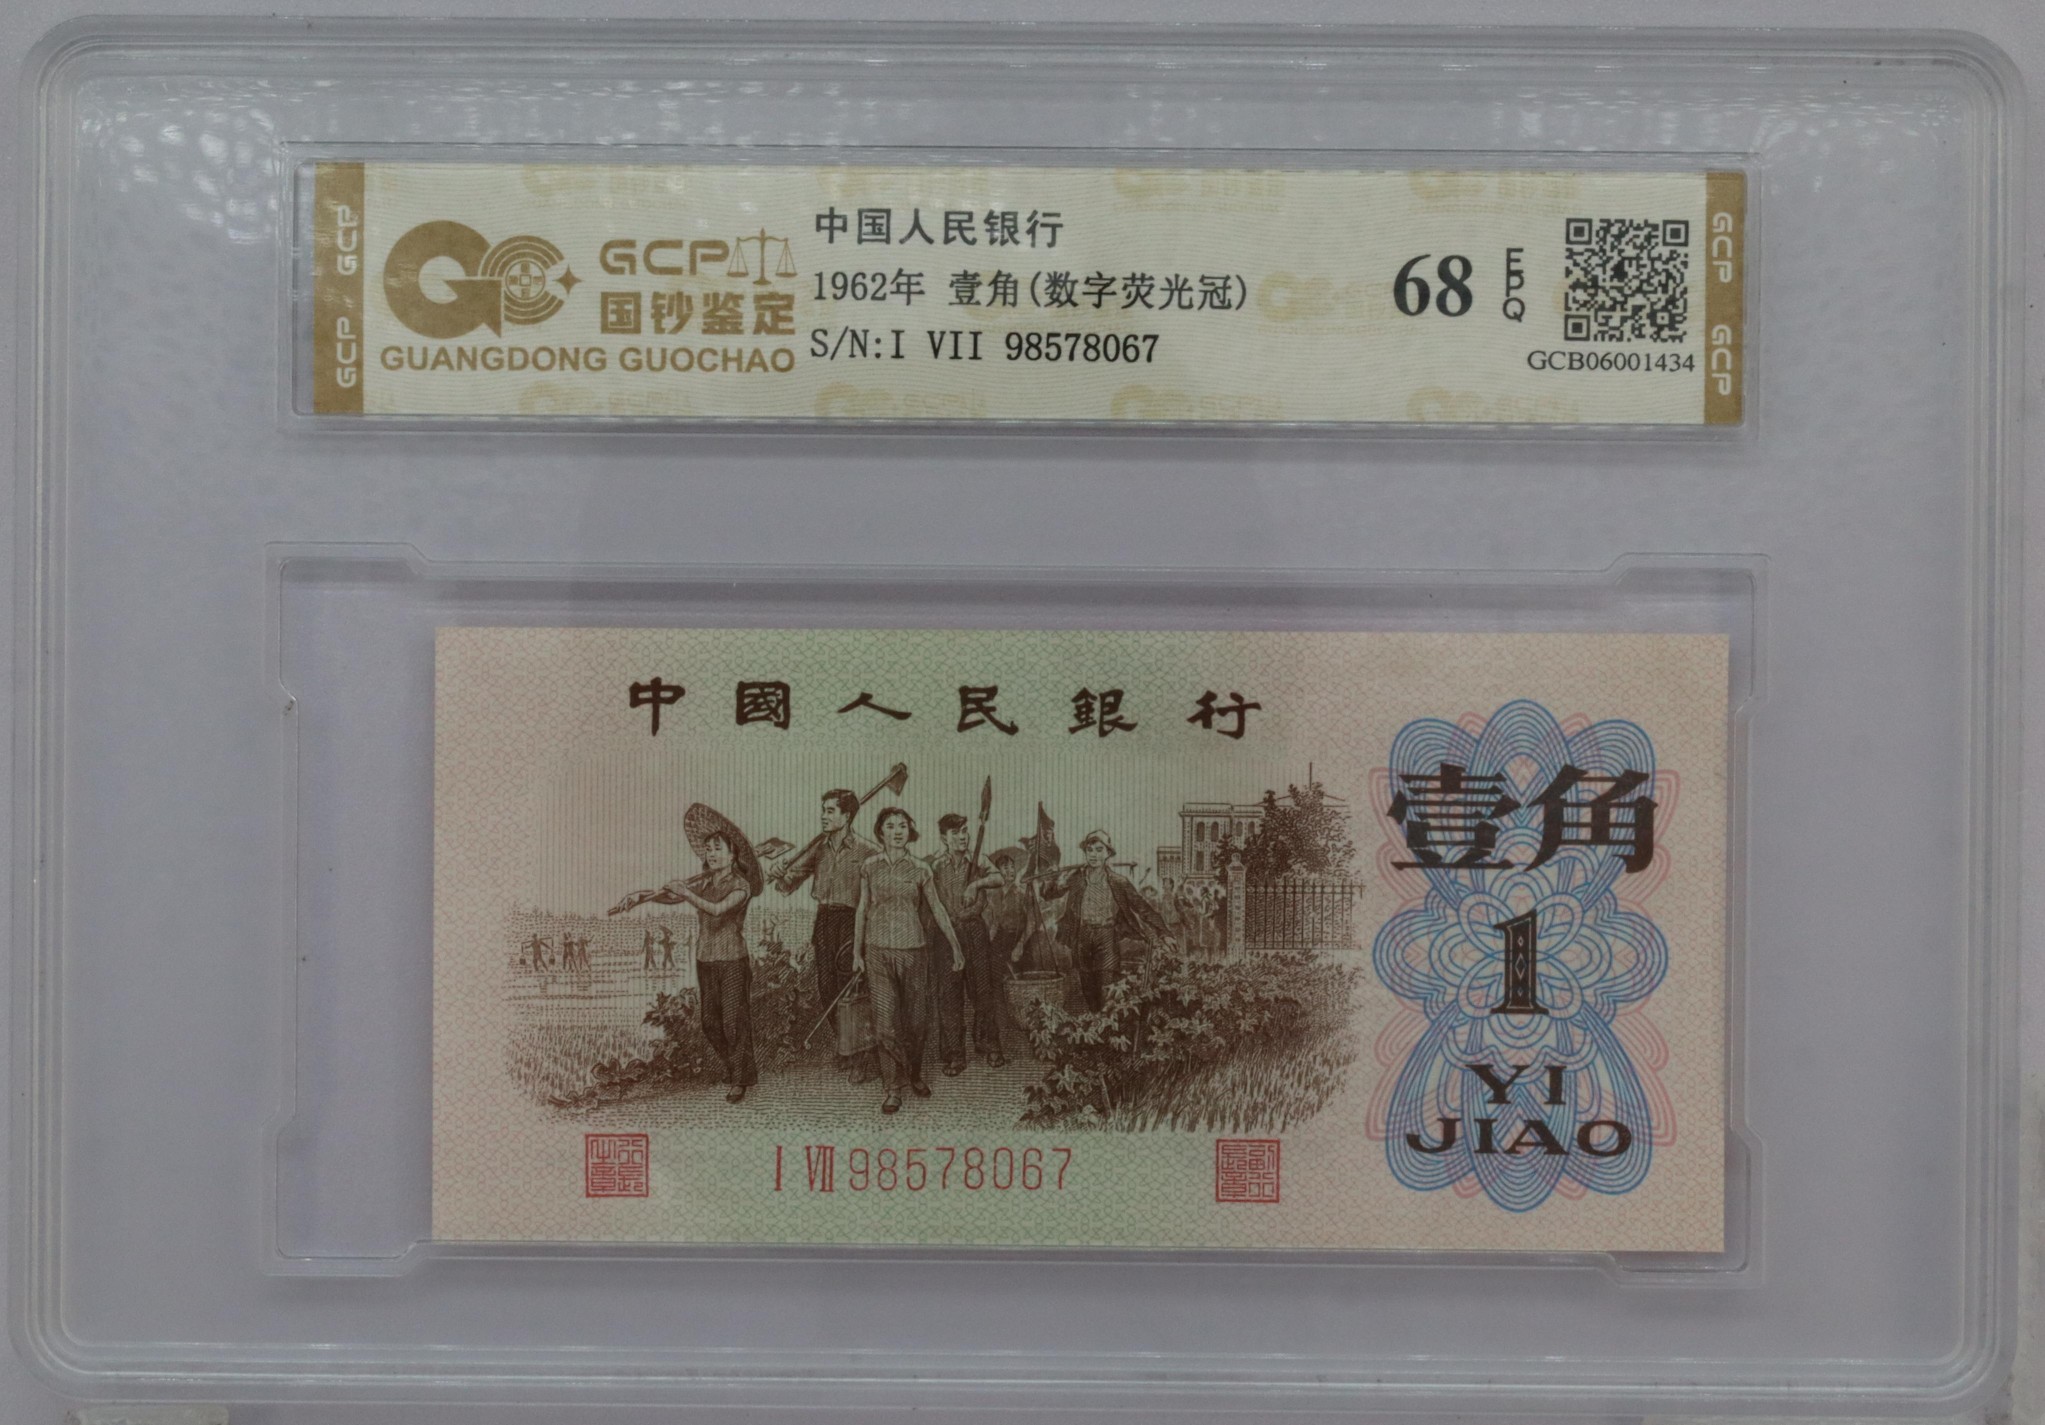 GCP
国钞鉴定
GUANGDONG GUOCHAO
中国人民银行
1962年 壹角(数字荧光冠)
S/N:I VII 98578067
68
EPQ
GCB06001434
GCP GCP
GCP GCP
中國人民銀行
壹角
1
YI
JIAO
I VII 98578067